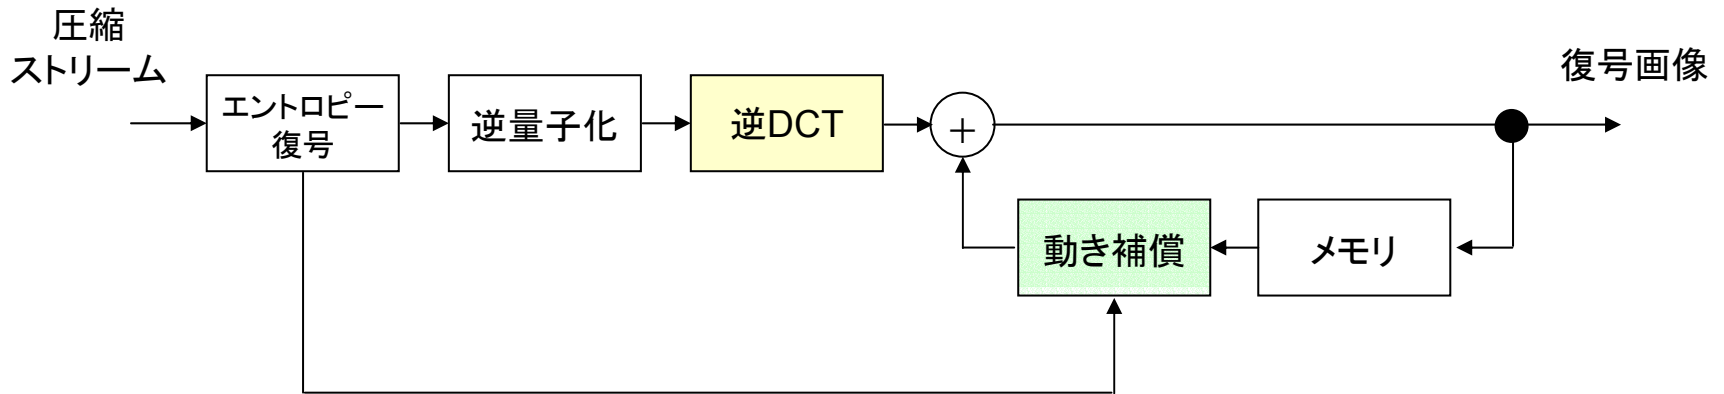 圧縮
ストリーム
復号画像
エントロピー
復号
逆量子化
逆DCT
+
動き補償
メモリ